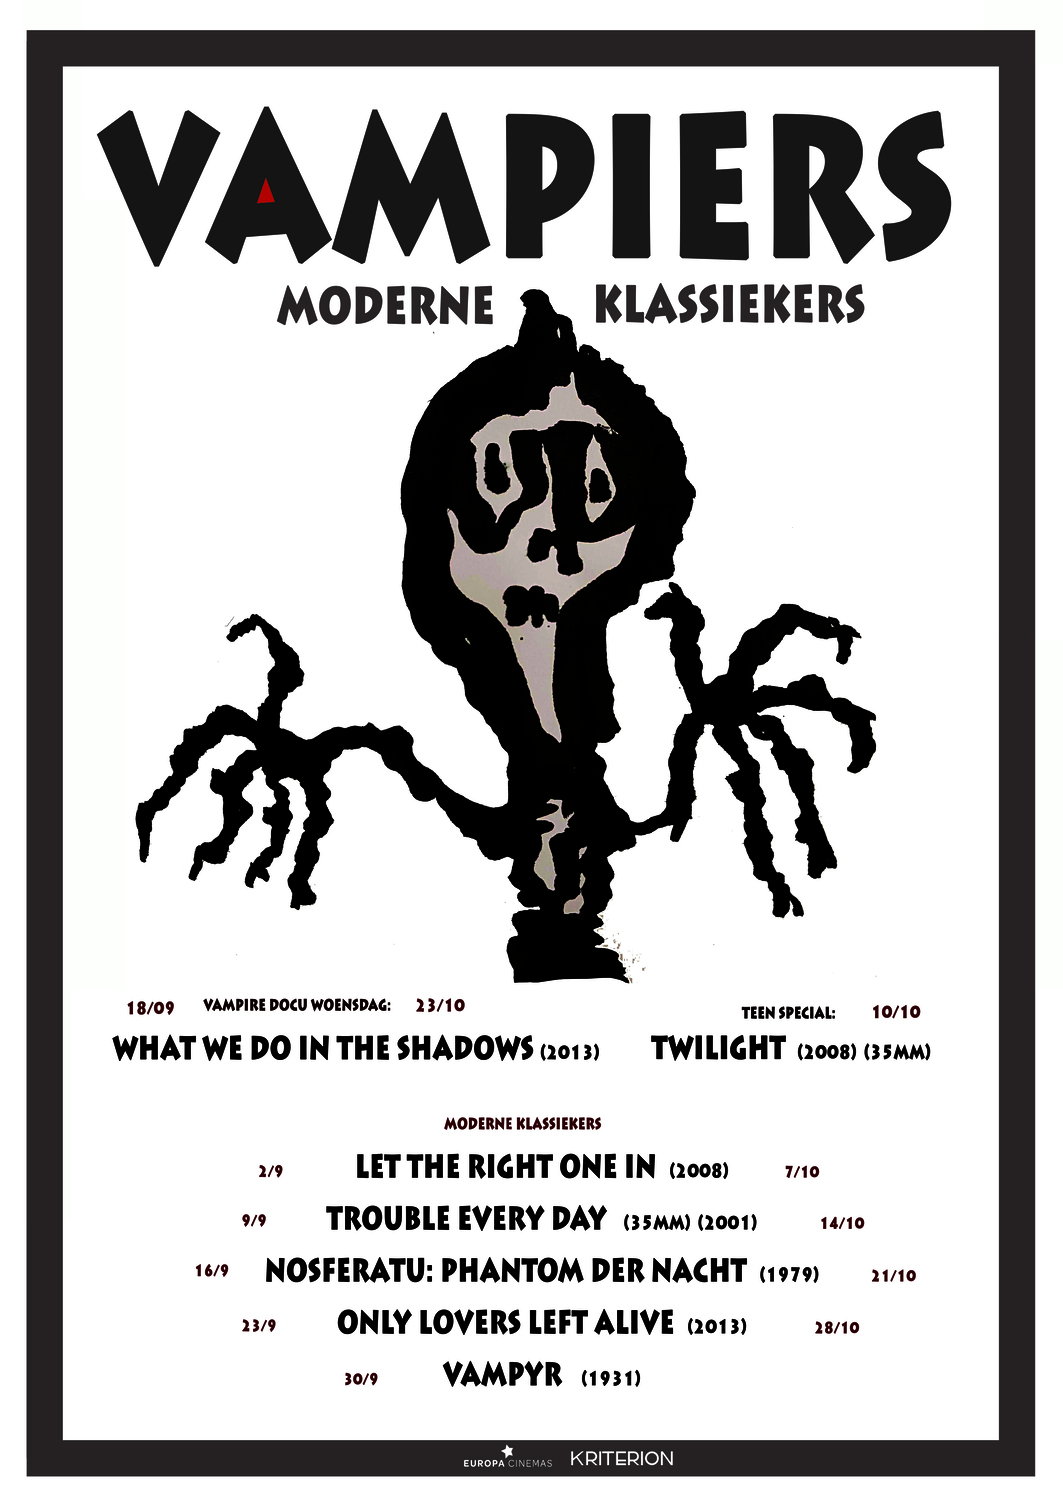 VAMPIERS
MODERNE KLASSIEKERS
18/09 VAMPIRE DOCU WOENSDAG: 23/10
TEEN SPECIAL: 10/10
WHAT WE DO IN THE SHADOWS (2013)
TWILIGHT (2008) (35MM)
MODERNE KLASSIEKERS
2/9 LET THE RIGHT ONE IN (2008) 7/10
9/9 TROUBLE EVERY DAY (35MM) (2001) 14/10
16/9 NOSFERATU: PHANTOM DER NACHT (1979) 21/10
23/9 ONLY LOVERS LEFT ALIVE (2013) 28/10
30/9 VAMPYR (1931)
EUROPA CINEMAS KRITERION